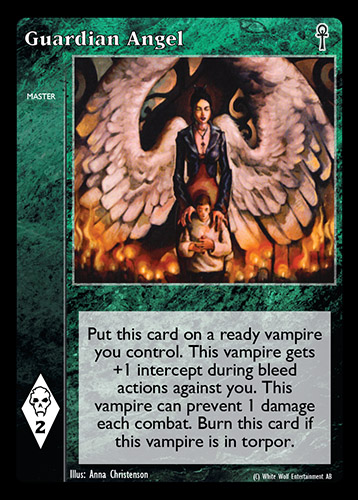 Guardian Angel
MASTER
Put this card on a ready vampire
you control. This vampire gets
+1 intercept during bleed
actions against you. This
vampire can prevent 1 damage
each combat. Burn this card if
this vampire is in torpor.
2
Illus: Anna Christenson
(C) White Wolf Entertainment AB